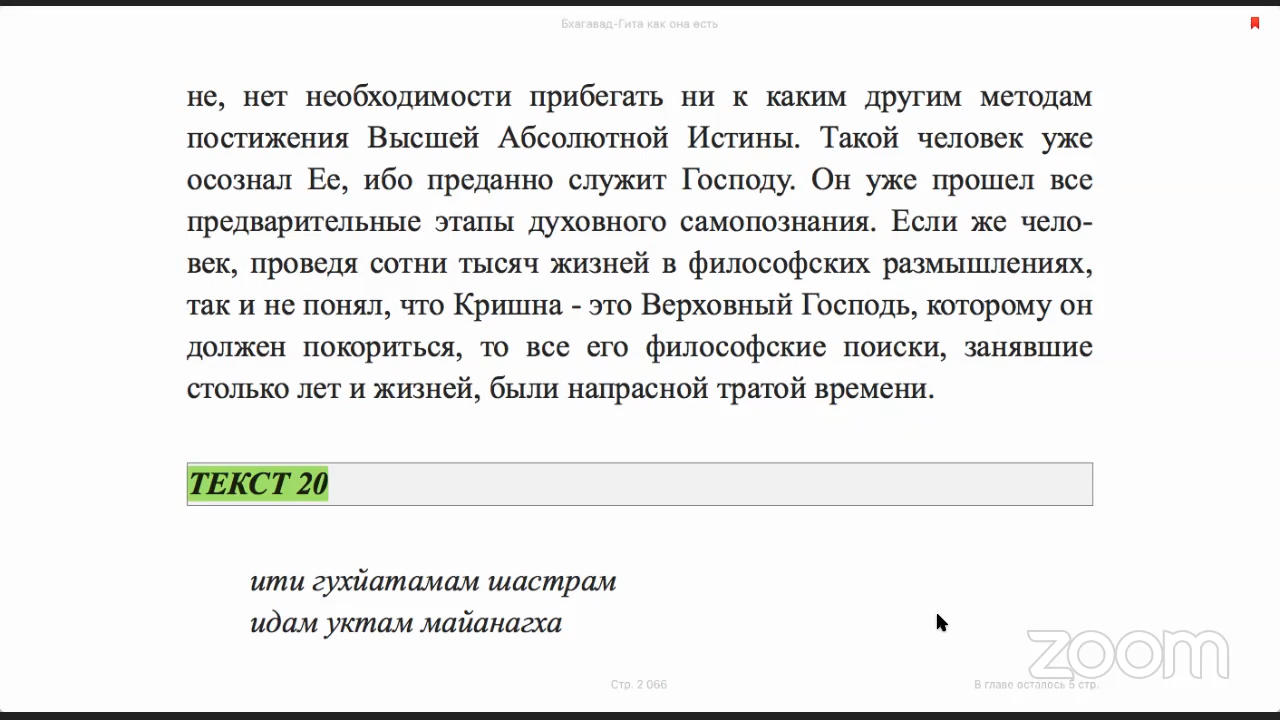 Бхагавад-Гита как она есть
не, нет необходимости прибегать ни к каким другим методам
постижения Высшей Абсолютной Истины. Такой человек уже
осознал Ее, ибо преданно служит Господу. Он уже прошел все
предварительные этапы духовного самопознания. Если же чело-
век, проведя сотни тысяч жизней в философских размышлениях,
так и не понял, что Кришна - это Верховный Господь, которому он
должен покориться, то все его философские поиски, занявшие
столько лет и жизней, были напрасной тратой времени.
ТЕКСТ 20
ити гухйатамам шастрам
идам уктам майанагха
zoom
Стр. 2 066
В главе осталось 5 стр.